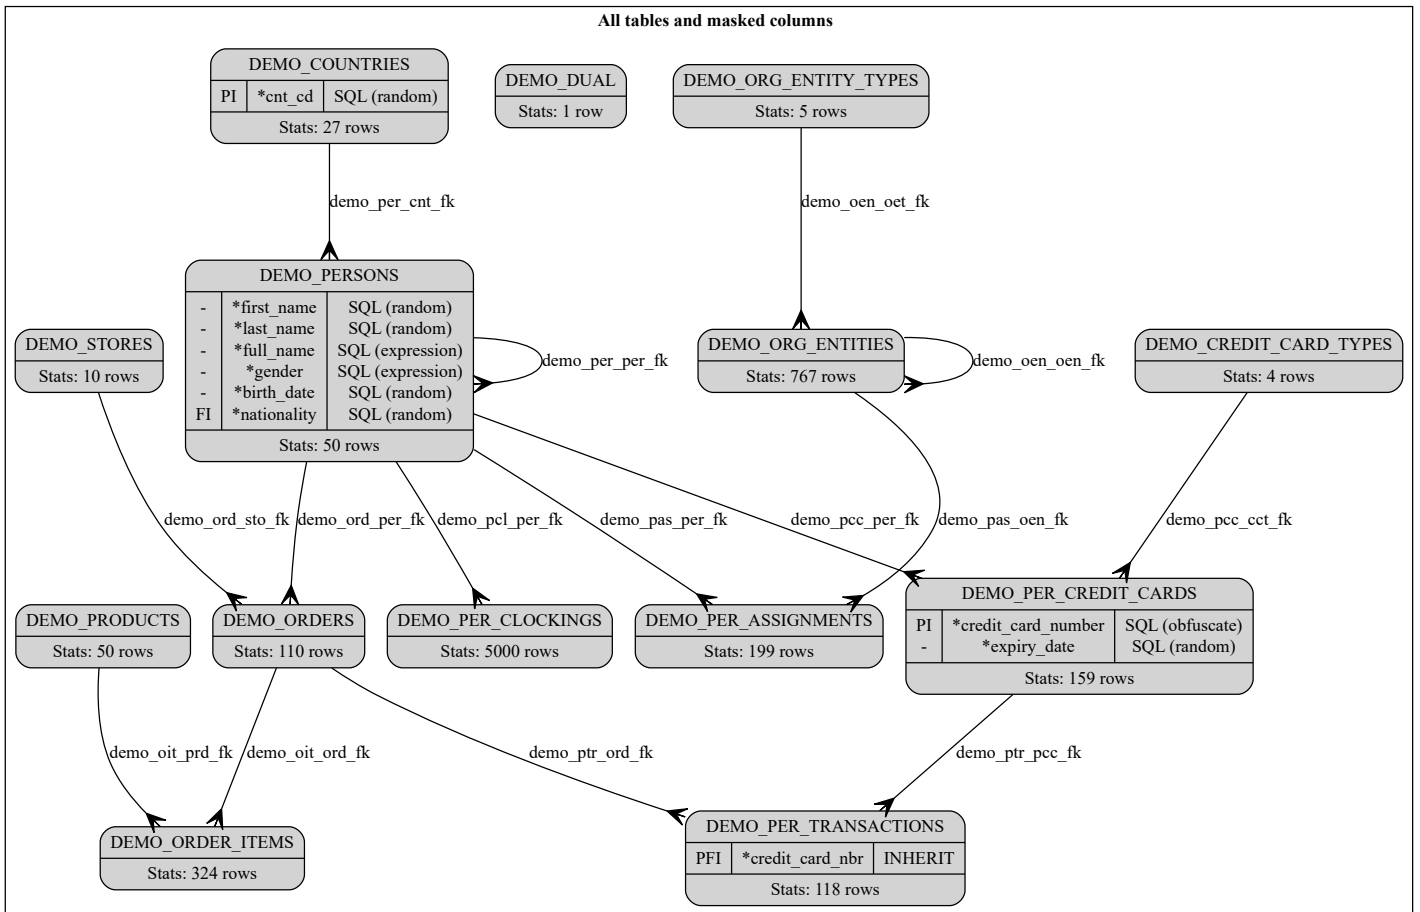 All tables and masked columns
DEMO_COUNTRIES
PI *cnt_cd SQL (random)
Stats: 27 rows
DEMO_DUAL
Stats: 1 row
DEMO_ORG_ENTITY_TYPES
Stats: 5 rows
demo_per_cnt_fk
demo_oen_oet_fk
DEMO_PERSONS
- *first_name SQL (random)
- *last_name SQL (random)
- *full_name SQL (expression)
- *gender SQL (expression)
- *birth_date SQL (random)
FI *nationality SQL (random)
Stats: 50 rows
demo_per_per_fk
DEMO_STORES
Stats: 10 rows
DEMO_ORG_ENTITIES
Stats: 767 rows
demo_oen_oen_fk
DEMO_CREDIT_CARD_TYPES
Stats: 4 rows
demo_ord_sto_fk
demo_ord_per_fk
demo_pcl_per_fk
demo_pas_per_fk
demo_pcc_per_fk
demo_pas_oen_fk
demo_pcc_cct_fk
DEMO_PRODUCTS
Stats: 50 rows
DEMO_ORDERS
Stats: 110 rows
DEMO_PER_CLOCKINGS
Stats: 5000 rows
DEMO_PER_ASSIGNMENTS
Stats: 199 rows
DEMO_PER_CREDIT_CARDS
PI *credit_card_number SQL (obfuscate)
- *expiry_date SQL (random)
Stats: 159 rows
demo_oit_prd_fk
demo_oit_ord_fk
demo_ptr_ord_fk
demo_ptr_pcc_fk
DEMO_ORDER_ITEMS
Stats: 324 rows
DEMO_PER_TRANSACTIONS
PFI *credit_card_nbr INHERIT
Stats: 118 rows